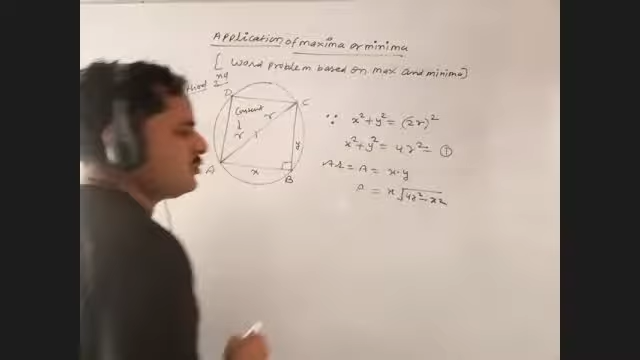 Application of maxima or minima
[ Word problem based on max and minima]
D
C
Constant
r
r
y
A
x
B
∵ x²+y² = (2r)²
x²+y² = 4r² – ①
= A = x·y
= x√4r²–x²